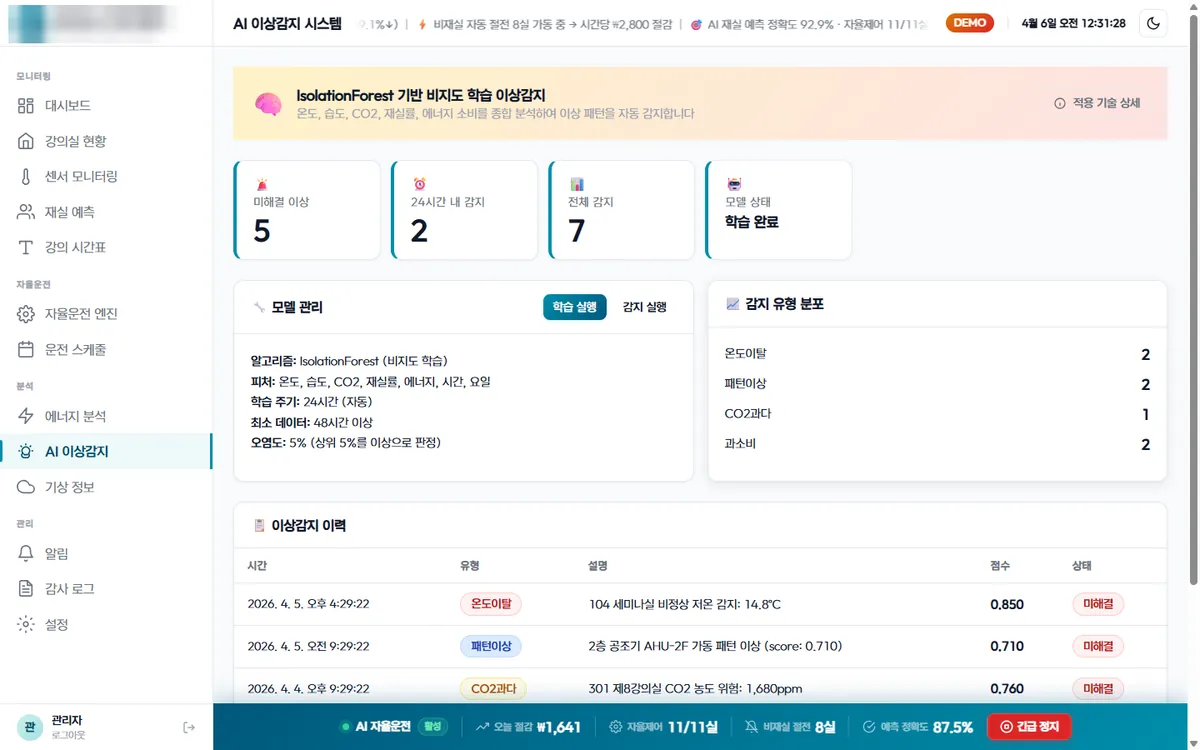 AI 이상감지 시스템
9.1%↓) | 비재실 자동 절전 8실 가동 중 → 시간당 ₩2,800 절감 | AI 재실 예측 정확도 92.9% · 자율제어 11/11실
DEMO
4월 6일 오전 12:31:28
모니터링
대시보드
강의실 현황
센서 모니터링
재실 예측
강의 시간표
자율운전
자율운전 엔진
운전 스케줄
분석
에너지 분석
AI 이상감지
기상 정보
관리
알림
감사 로그
설정
관
관리자
로그아웃
IsolationForest 기반 비지도 학습 이상감지
온도, 습도, CO2, 재실률, 에너지 소비를 종합 분석하여 이상 패턴을 자동 감지합니다
적용 기술 상세
미해결 이상
5
24시간 내 감지
2
전체 감지
7
모델 상태
학습 완료
모델 관리
학습 실행
감지 실행
알고리즘: IsolationForest (비지도 학습)
피처: 온도, 습도, CO2, 재실률, 에너지, 시간, 요일
학습 주기: 24시간 (자동)
최소 데이터: 48시간 이상
오염도: 5% (상위 5%를 이상으로 판정)
감지 유형 분포
온도이탈 2
패턴이상 2
CO2과다 1
과소비 2
이상감지 이력
시간 유형 설명 점수 상태
2026. 4. 5. 오후 4:29:22 온도이탈 104 세미나실 비정상 저온 감지: 14.8°C 0.850 미해결
2026. 4. 5. 오전 9:29:22 패턴이상 2층 공조기 AHU-2F 가동 패턴 이상 (score: 0.710) 0.710 미해결
2026. 4. 4. 오전 9:29:22 CO2과다 301 제8강의실 CO2 농도 위험: 1,680ppm 0.760 미해결
AI 자율운전 활성
오늘 절감 ₩1,641
자율제어 11/11실
비재실 절전 8실
예측 정확도 87.5%
긴급 정지